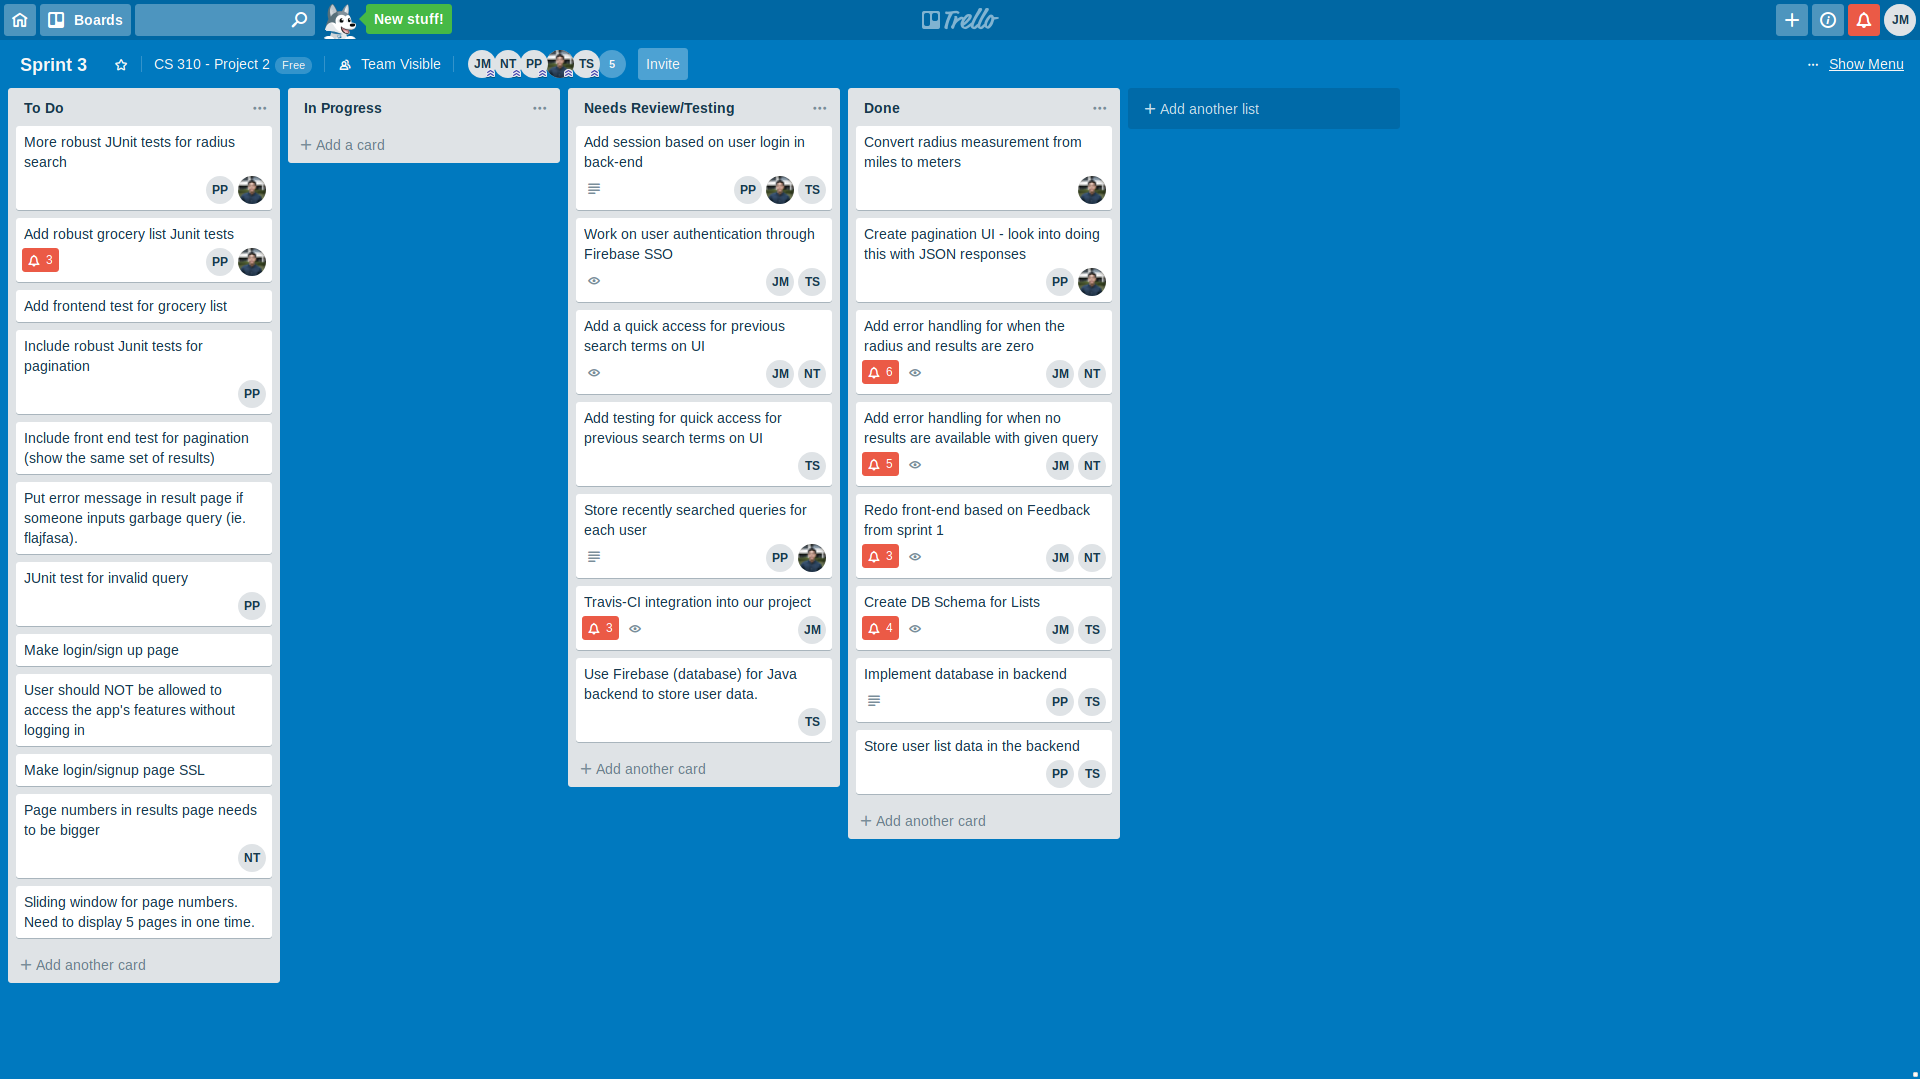 Boards
New stuff!
Trello
JM
Sprint 3
CS 310 - Project 2 Free
Team Visible
JM NT PP TS 5
Invite
... Show Menu
To Do
More robust JUnit tests for radius
search
PP
Add robust grocery list Junit tests
3
PP
Add frontend test for grocery list
Include robust Junit tests for
pagination
PP
Include front end test for pagination
(show the same set of results)
Put error message in result page if
someone inputs garbage query (ie.
flajfasa).
JUnit test for invalid query
PP
Make login/sign up page
User should NOT be allowed to
access the app's features without
logging in
Make login/signup page SSL
Page numbers in results page needs
to be bigger
NT
Sliding window for page numbers.
Need to display 5 pages in one time.
+ Add another card
In Progress
+ Add a card
Needs Review/Testing
Add session based on user login in
back-end
PP TS
Work on user authentication through
Firebase SSO
JM TS
Add a quick access for previous
search terms on UI
JM NT
Add testing for quick access for
previous search terms on UI
TS
Store recently searched queries for
each user
PP
Travis-CI integration into our project
3
JM
Use Firebase (database) for Java
backend to store user data.
TS
+ Add another card
Done
Convert radius measurement from
miles to meters
Create pagination UI - look into doing
this with JSON responses
PP
Add error handling for when the
radius and results are zero
6
JM NT
Add error handling for when no
results are available with given query
5
JM NT
Redo front-end based on Feedback
from sprint 1
3
JM NT
Create DB Schema for Lists
4
JM TS
Implement database in backend
PP TS
Store user list data in the backend
PP TS
+ Add another card
+ Add another list